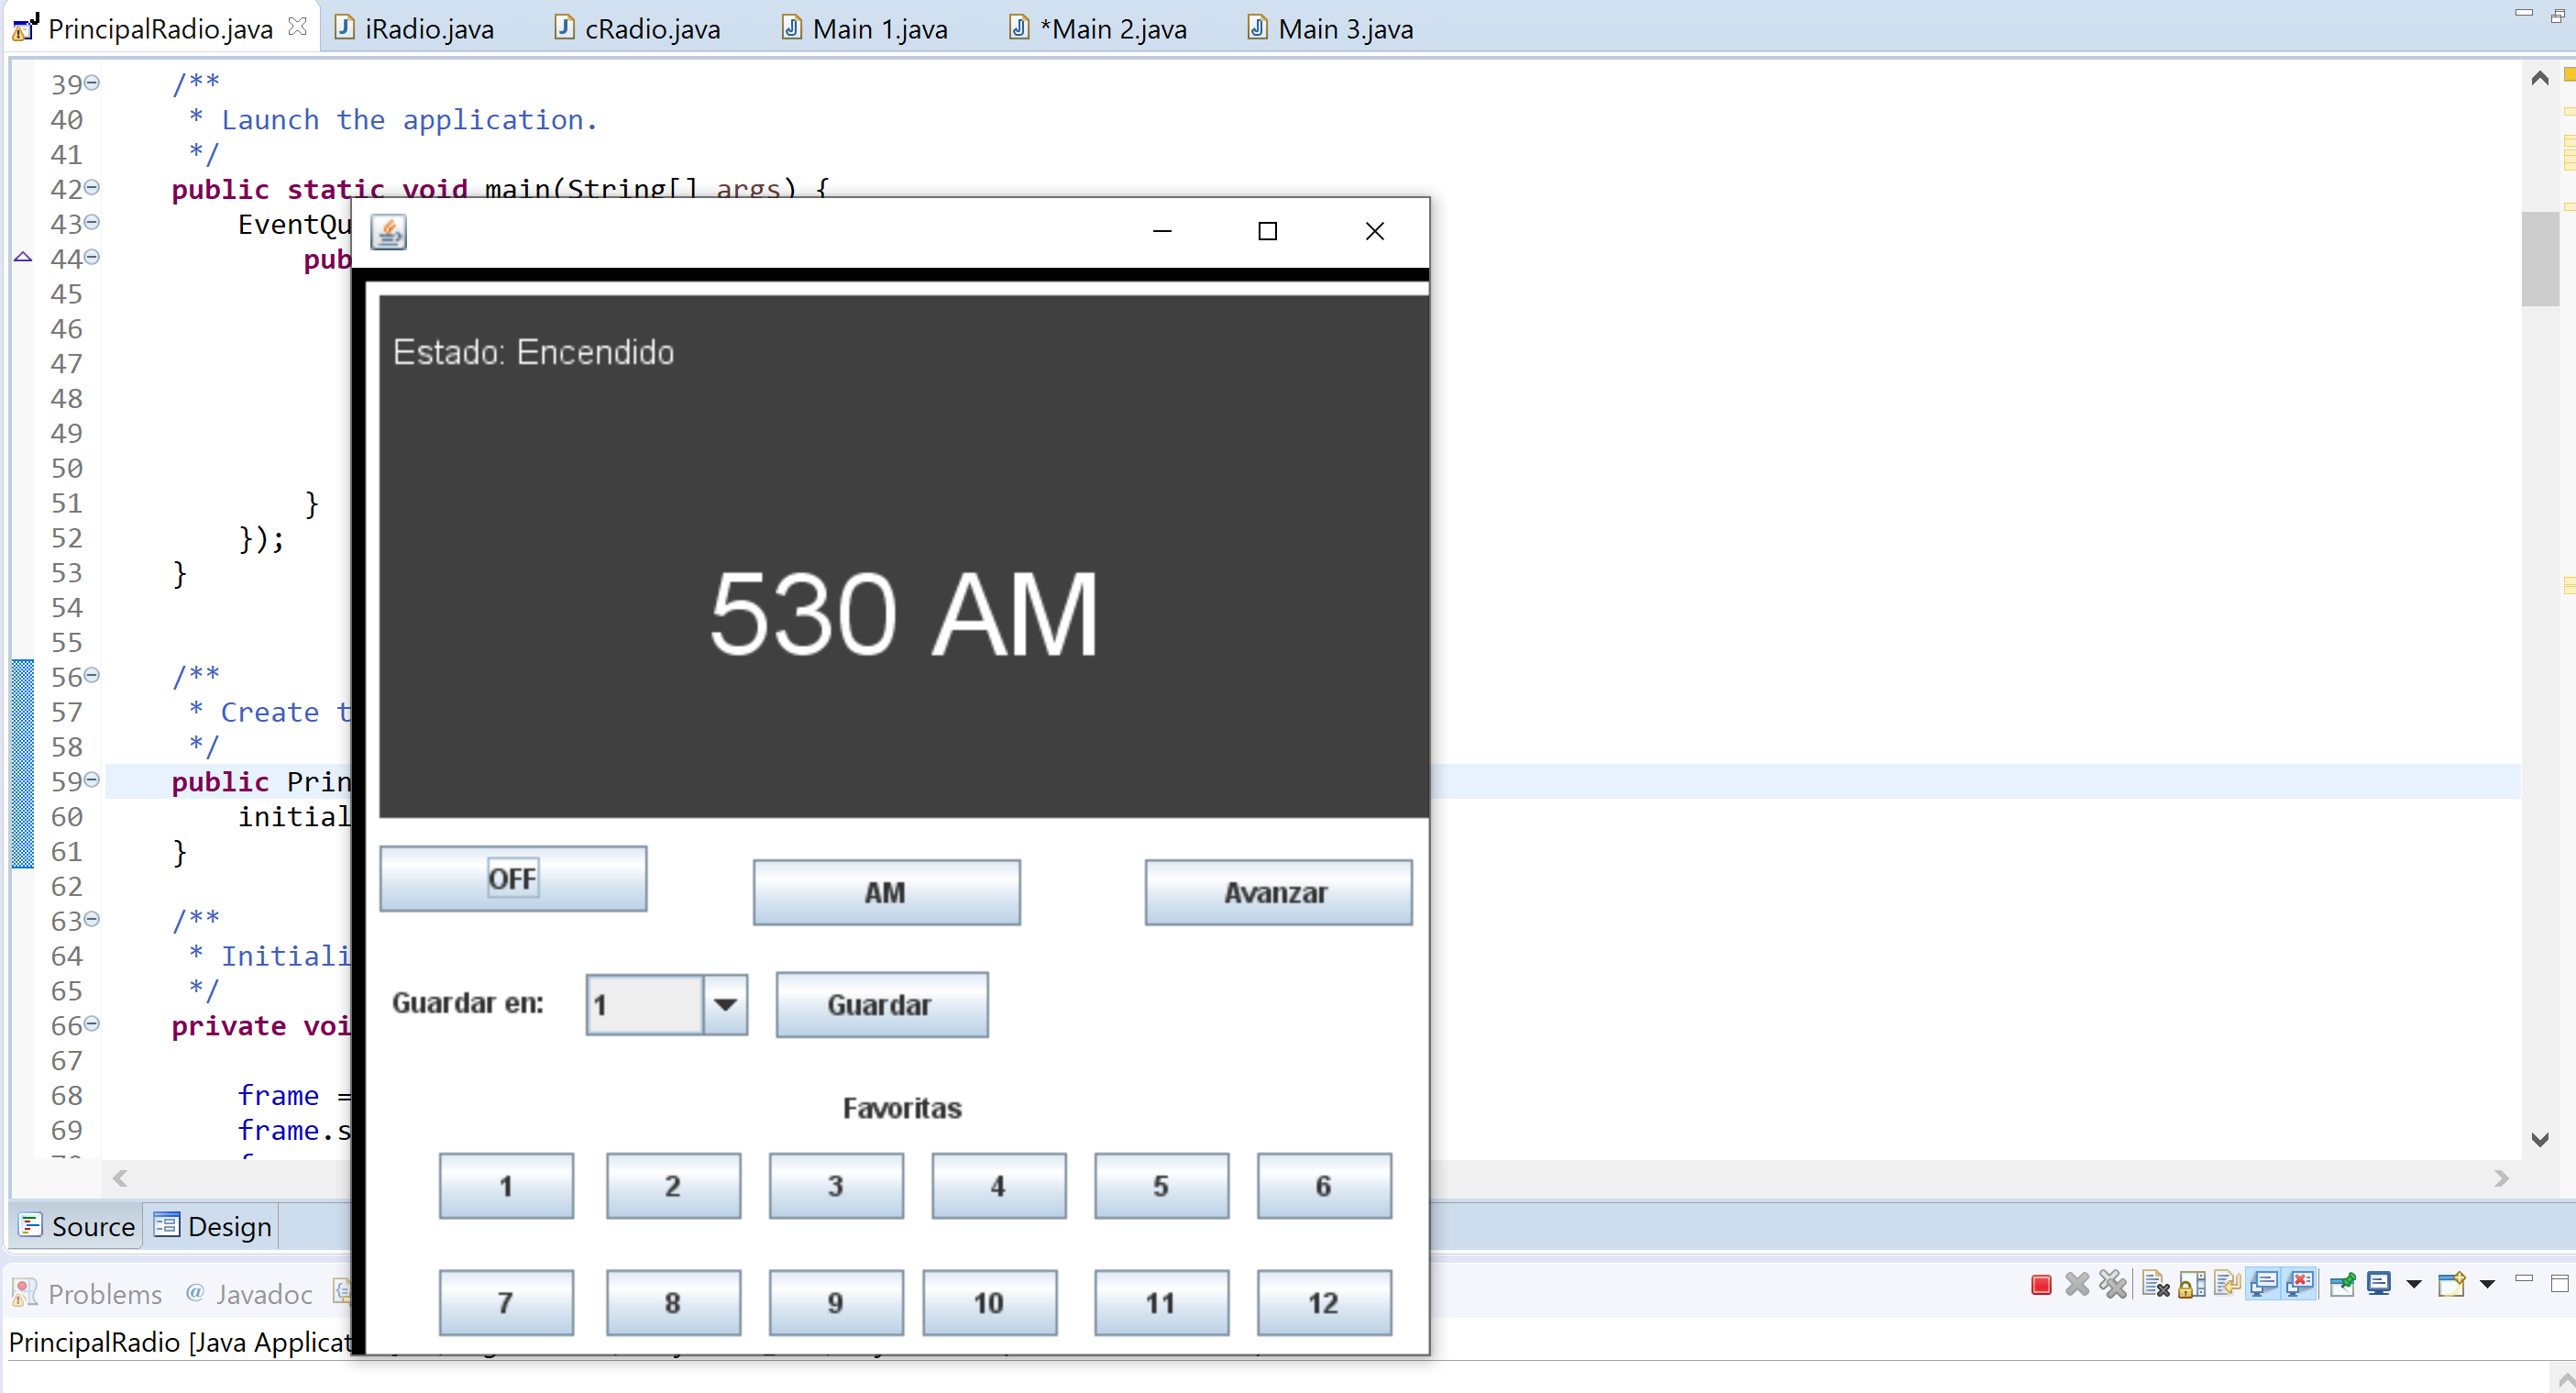 PrincipalRadio.java iRadio.java cRadio.java Main 1.java *Main 2.java Main 3.java
39 /**
40 * Launch the application.
41 */
42 public static void main(String[] args) {
43 EventQu
44 pub
45
46
47
48
49
50
51 }
52 });
53 }
54
55
56 /**
57 * Create t
58 */
59 public Prin
60 initial
61 }
62
63 /**
64 * Initiali
65 */
66 private voi
67
68 frame =
69 frame.s
Estado: Encendido
530 AM
OFF AM Avanzar
Guardar en: 1 Guardar
Favoritas
1 2 3 4 5 6
7 8 9 10 11 12
Source Design
Problems @ Javadoc
PrincipalRadio [Java Applicat